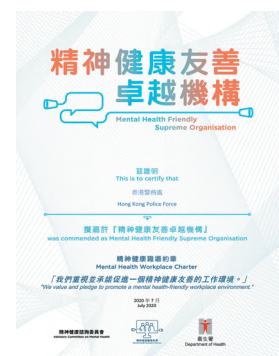 精神健康友善
卓越機構
Mental Health Friendly
Supreme Organisation
茲證明
This is to certify that
香港警務處
Hong Kong Police Force
獲嘉許「精神健康友善卓越機構」
was commended as Mental Health Friendly Supreme Organisation
精神健康職場約章
Mental Health Workplace Charter
「我們重視並承諾促進一個精神健康友善的工作環境。」
"We value and pledge to promote a mental health-friendly workplace environment."
2020 年 7 月
July 2020
精神健康諮詢委員會
Advisory Committee on Mental Health
衞生署
Department of Health